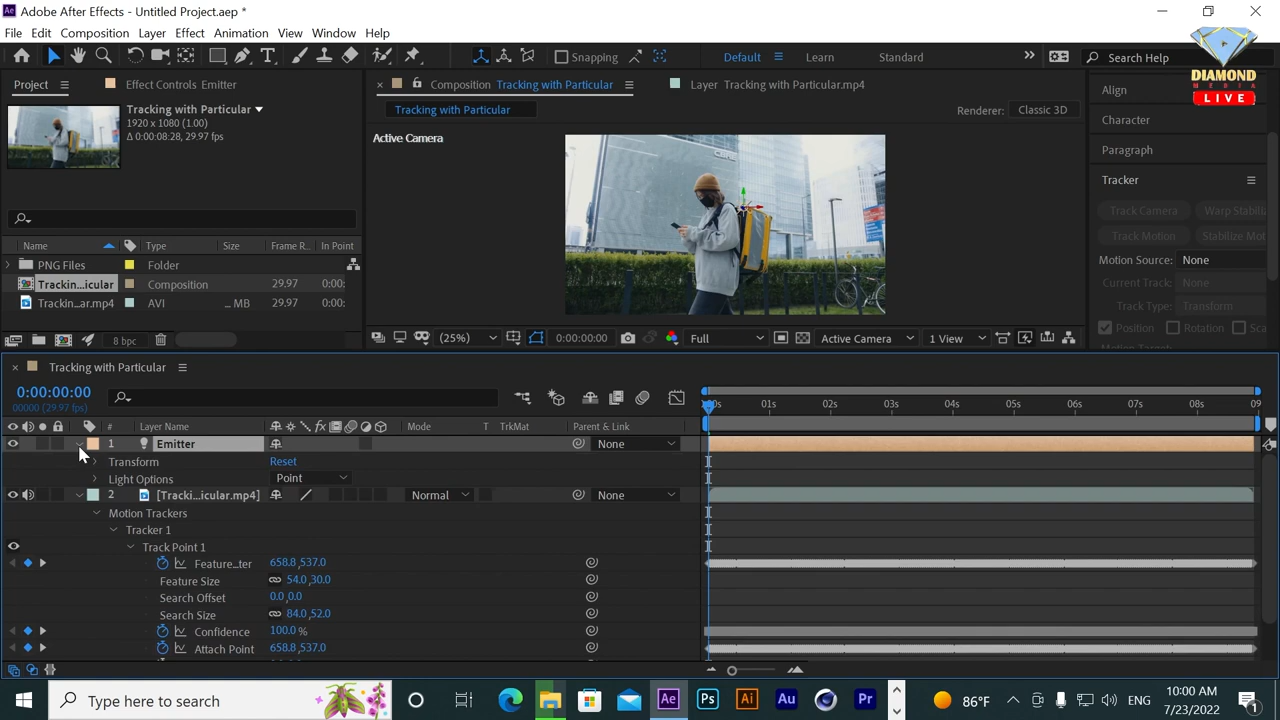 Adobe After Effects - Untitled Project.aep *
File Edit Composition Layer Effect Animation View Window Help
Snapping Default Learn Standard Search Help
DIAMOND
MEDIA
LIVE
Project Effect Controls Emitter
Composition Tracking with Particular Layer Tracking with Particular.mp4
Tracking with Particular
1920 x 1080 (1.00)
Δ 0:00:08:28, 29.97 fps
Tracking with Particular
Renderer: Classic 3D
Active Camera
Align
Character
Paragraph
Tracker
Track Camera Warp Stabiliz
Track Motion Stabilize Mot
Motion Source: None
Current Track: None
Track Type: Transform
Position Rotation Sca
Name Type Size Frame R... In Point
PNG Files Folder
Trackin...icular Composition 29.97 0:00:
Trackin...ar.mp4 AVI ... MB 29.97 0:00:
8 bpc
(25%) 0:00:00:00 Full Active Camera 1 View
Tracking with Particular
0:00:00:00
00000 (29.97 fps)
# Layer Name Mode T TrkMat Parent & Link
:00s 01s 02s 03s 04s 05s 06s 07s 08s 09
1 Emitter None
Transform Reset
Light Options Point
2 [Tracki...icular.mp4] Normal None
Motion Trackers
Tracker 1
Track Point 1
Feature...ter 658.8,537.0
Feature Size 54.0,30.0
Search Offset 0.0,0.0
Search Size 84.0,52.0
Confidence 100.0 %
Attach Point 658.8,537.0
Type here to search
Ae Ps Ai Au Pr
86°F ENG
10:00 AM
7/23/2022
1